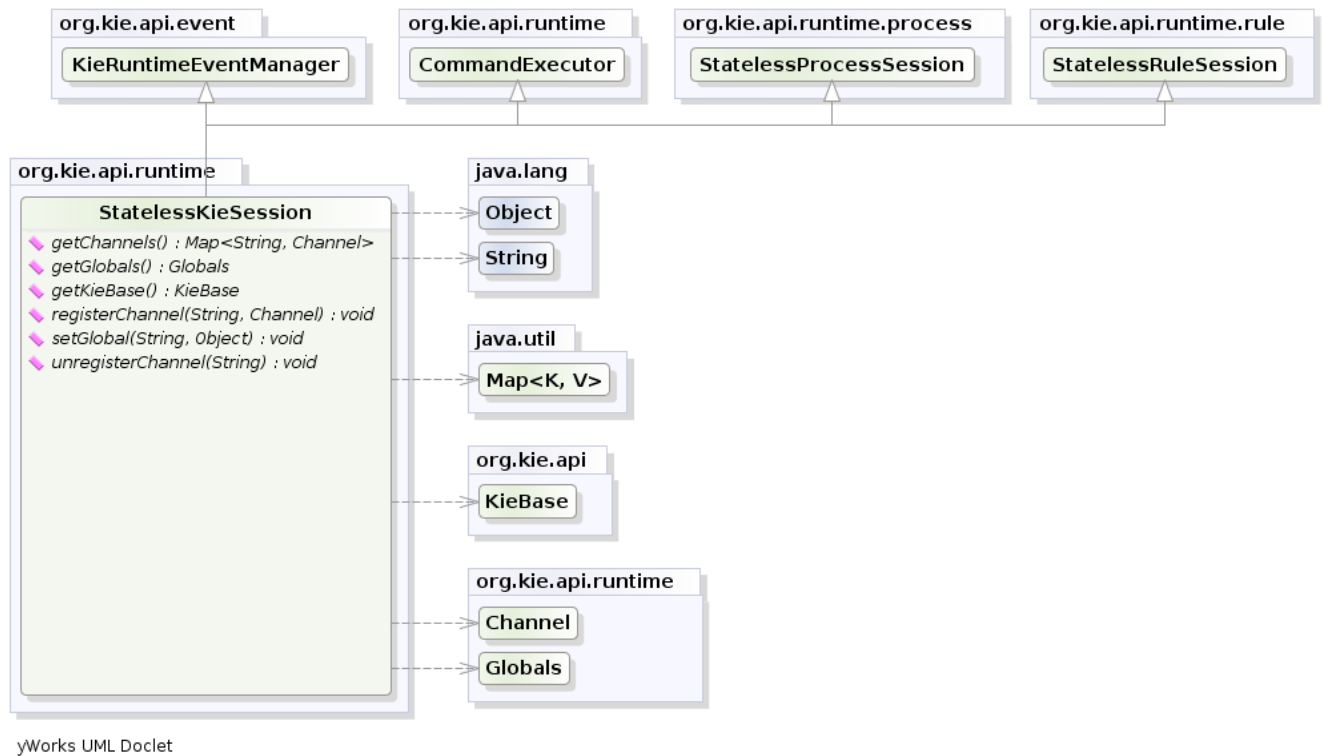 org.kie.api.event
org.kie.api.runtime
org.kie.api.runtime.process
org.kie.api.runtime.rule
KieRuntimeEventManager
CommandExecutor
StatelessProcessSession
StatelessRuleSession
org.kie.api.runtime
StatelessKieSession
getChannels() : Map<String, Channel>
getGlobals() : Globals
getKieBase() : KieBase
registerChannel(String, Channel) : void
setGlobal(String, Object) : void
unregisterChannel(String) : void
java.lang
Object
String
java.util
Map<K, V>
org.kie.api
KieBase
org.kie.api.runtime
Channel
Globals
yWorks UML Doclet